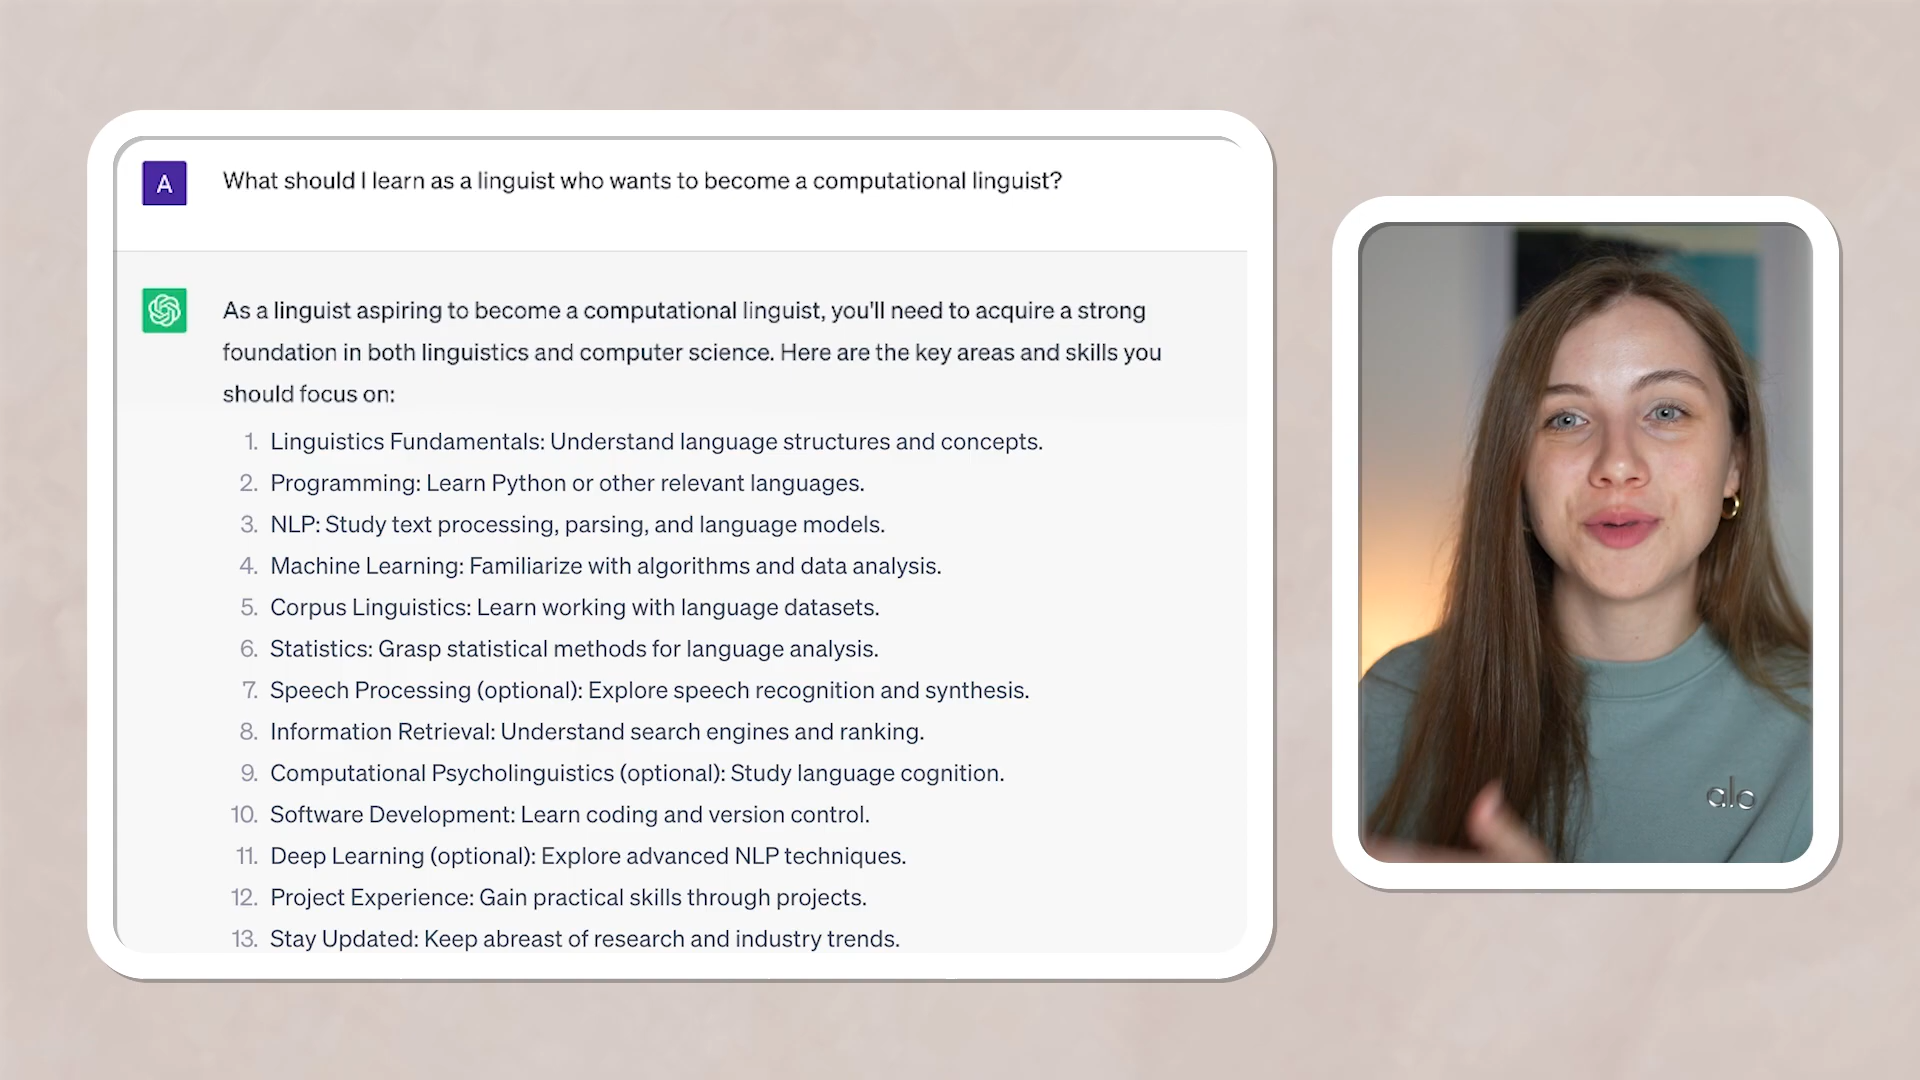 A
What should I learn as a linguist who wants to become a computational linguist?
As a linguist aspiring to become a computational linguist, you'll need to acquire a strong
foundation in both linguistics and computer science. Here are the key areas and skills you
should focus on:
1. Linguistics Fundamentals: Understand language structures and concepts.
2. Programming: Learn Python or other relevant languages.
3. NLP: Study text processing, parsing, and language models.
4. Machine Learning: Familiarize with algorithms and data analysis.
5. Corpus Linguistics: Learn working with language datasets.
6. Statistics: Grasp statistical methods for language analysis.
7. Speech Processing (optional): Explore speech recognition and synthesis.
8. Information Retrieval: Understand search engines and ranking.
9. Computational Psycholinguistics (optional): Study language cognition.
10. Software Development: Learn coding and version control.
11. Deep Learning (optional): Explore advanced NLP techniques.
12. Project Experience: Gain practical skills through projects.
13. Stay Updated: Keep abreast of research and industry trends.
alo